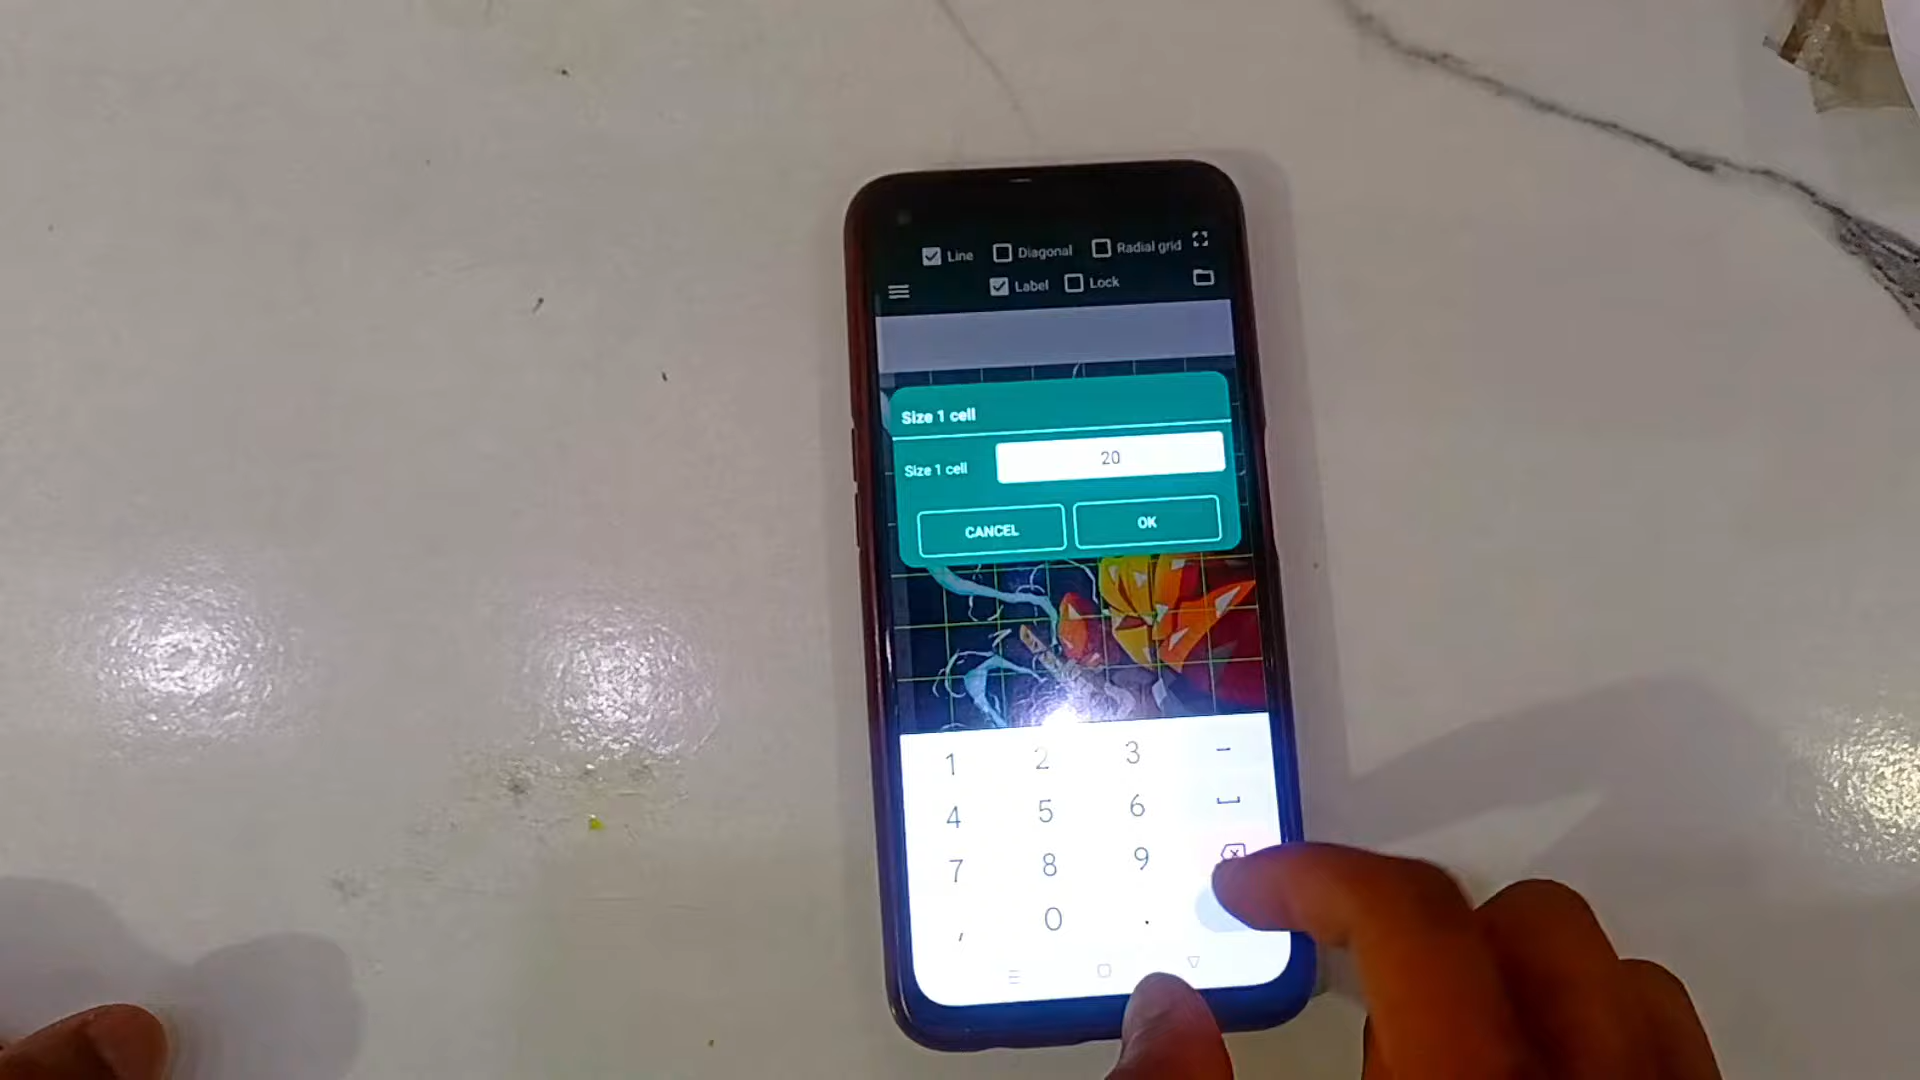 Line Diagonal Radial grid
Label Lock
Size 1 cell
Size 1 cell 20
CANCEL OK
1 2 3 -
4 5 6
7 8 9
, 0 .